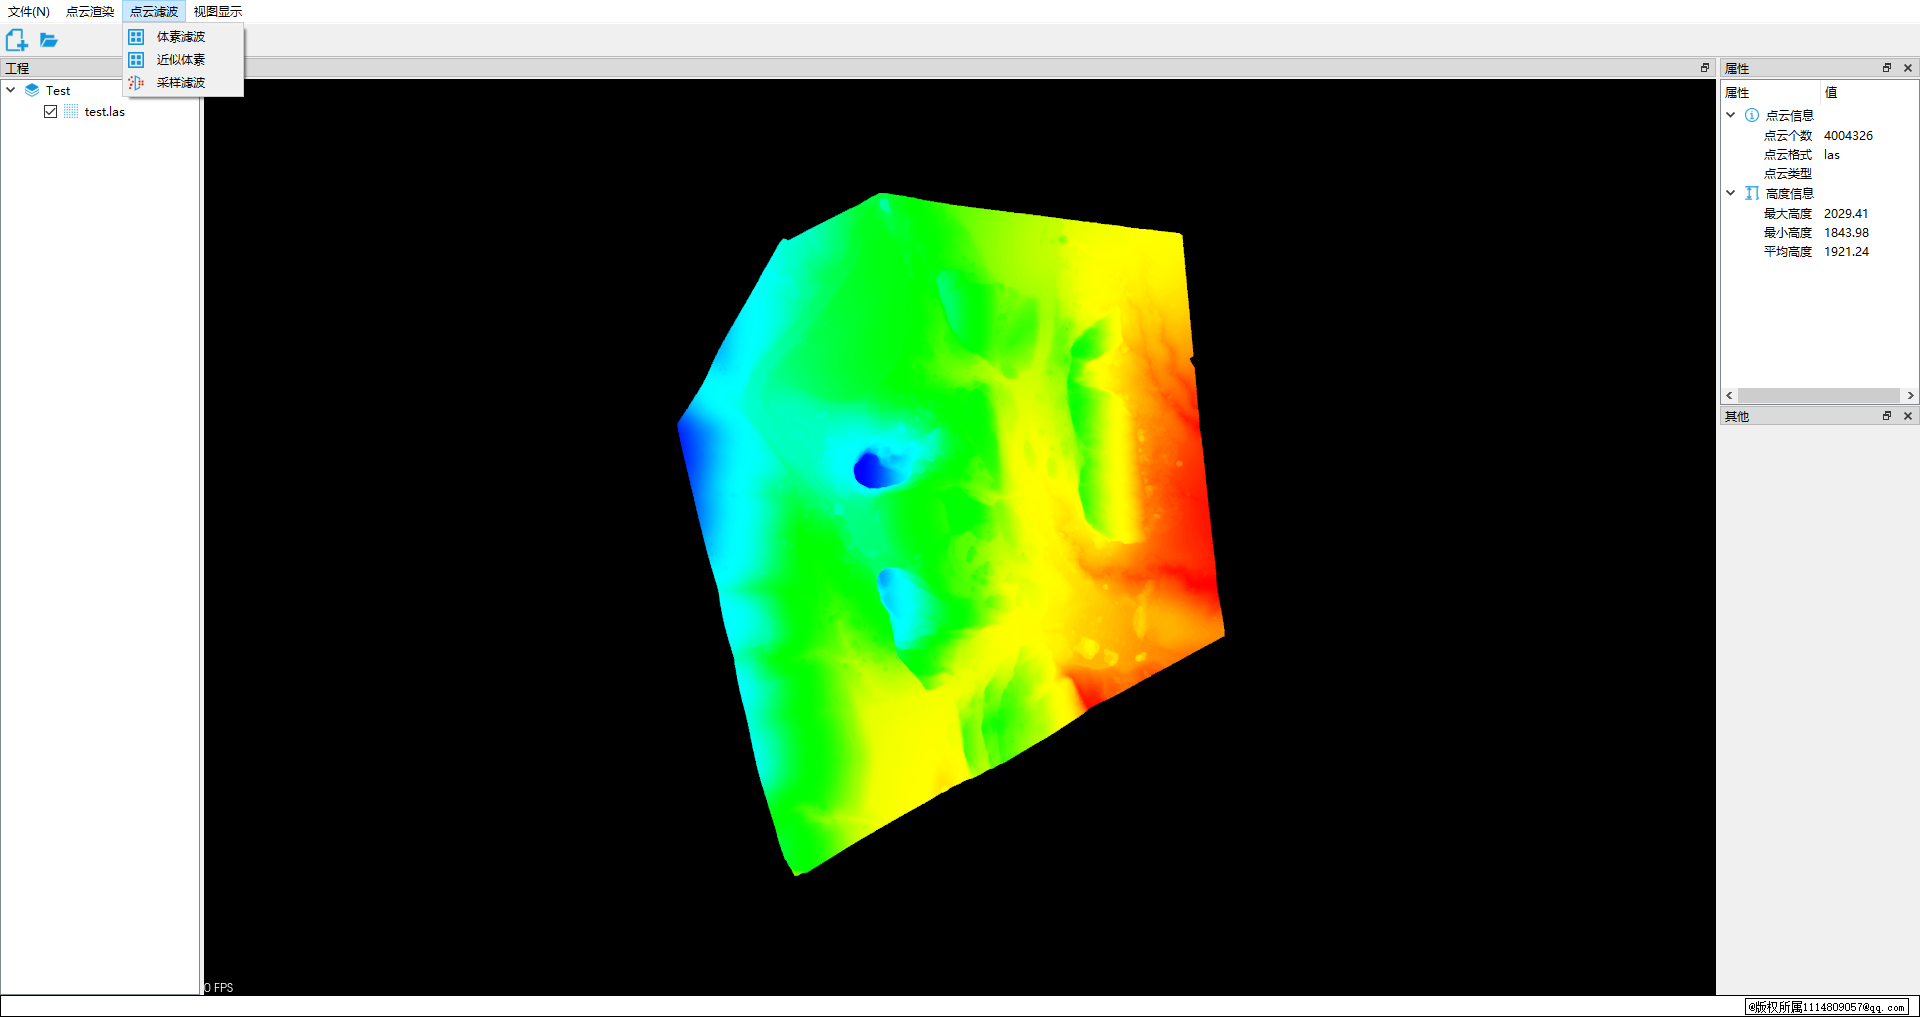 文件(N) 点云渲染 点云滤波 视图显示
体素滤波
近似体素
采样滤波
工程
Test
test.las
0 FPS
属性
属性 值
点云信息
点云个数 4004326
点云格式 las
点云类型
高度信息
最大高度 2029.41
最小高度 1843.98
平均高度 1921.24
其他
@版权所属1114809057@qq.com